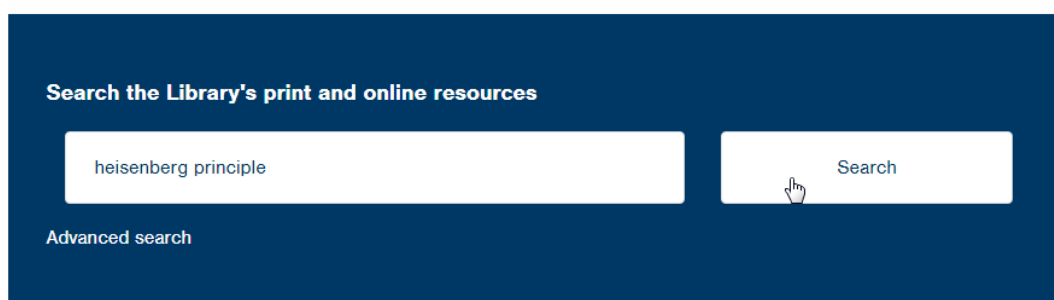 Search the Library's print and online resources
heisenberg principle
Search
Advanced search